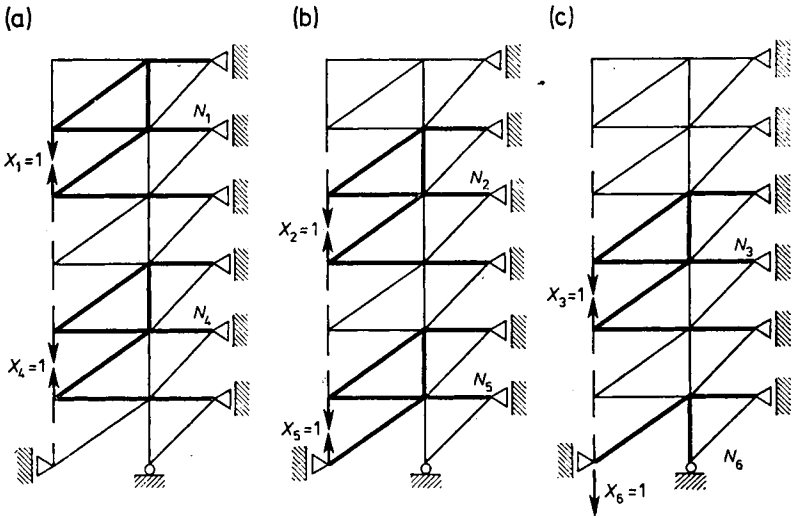 (a)
(b)
(c)
N₁
X₁=1
N₂
X₂=1
N₃
X₃=1
N₄
X₄=1
N₅
X₅=1
N₆
X₆=1